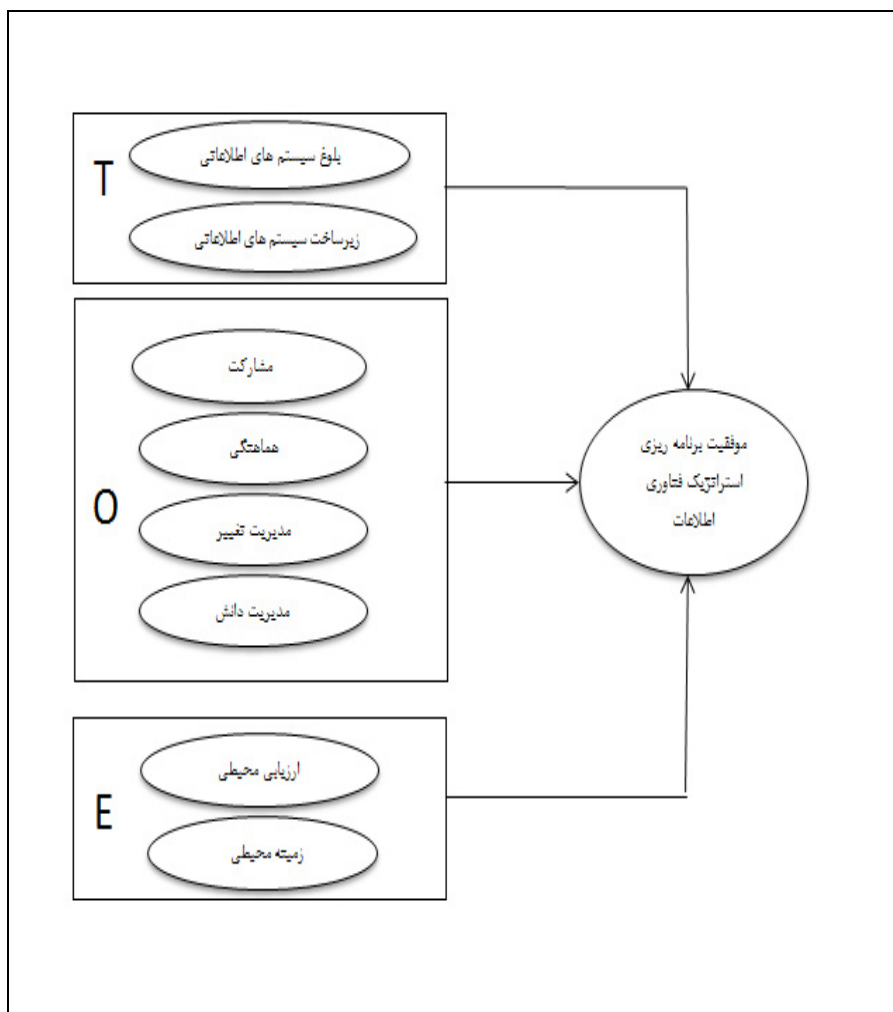 T
بلوغ سیستم های اطلاعاتی
زیرساخت سیستم های اطلاعاتی
O
مشارکت
هماهنگی
مدیریت تغییر
مدیریت دانش
E
ارزیابی محیطی
زمینه محیطی
موفقیت برنامه ریزی
استراتژیک فناوری
اطلاعات